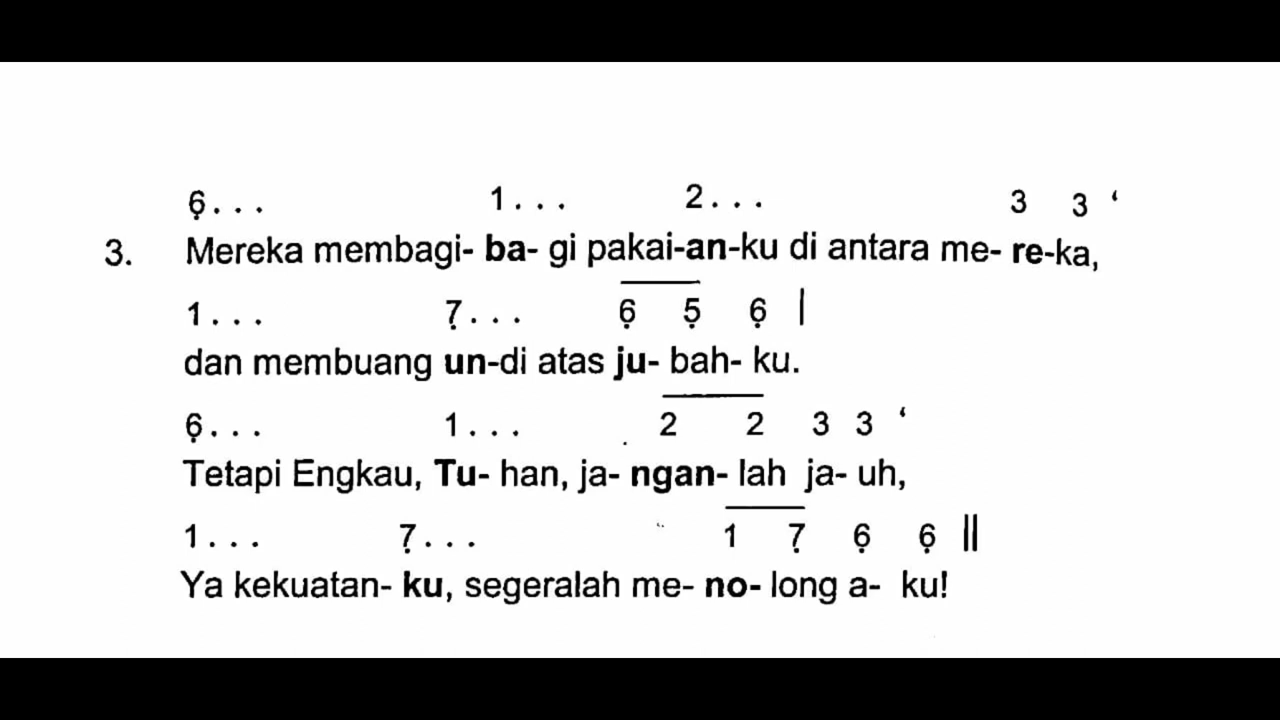 6̣... 1... 2... 3 3 ‘
3. Mereka membagi- ba- gi pakai-an-ku di antara me- re-ka,
1... 7̣... 6̣ 5̣ 6̣ |
dan membuang un-di atas ju- bah- ku.
6̣... 1... 2 2 3 3 ‘
Tetapi Engkau, Tu- han, ja- ngan- lah ja- uh,
1... 7̣... 1 7̣ 6̣ 6̣ ||
Ya kekuatan- ku, segeralah me- no- long a- ku!